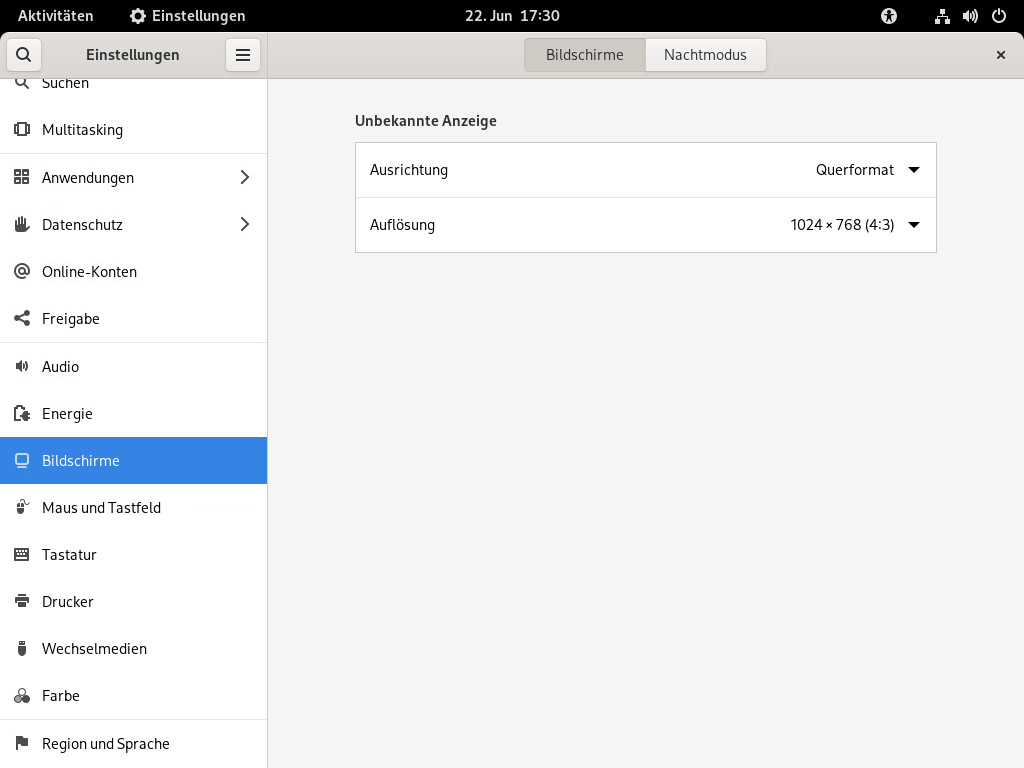 Aktivitäten Einstellungen 22. Jun 17:30
Einstellungen Bildschirme Nachtmodus
Suchen
Multitasking
Anwendungen
Datenschutz
Online-Konten
Freigabe
Audio
Energie
Bildschirme
Maus und Tastfeld
Tastatur
Drucker
Wechselmedien
Farbe
Region und Sprache
Unbekannte Anzeige
Ausrichtung Querformat
Auflösung 1024 × 768 (4:3)